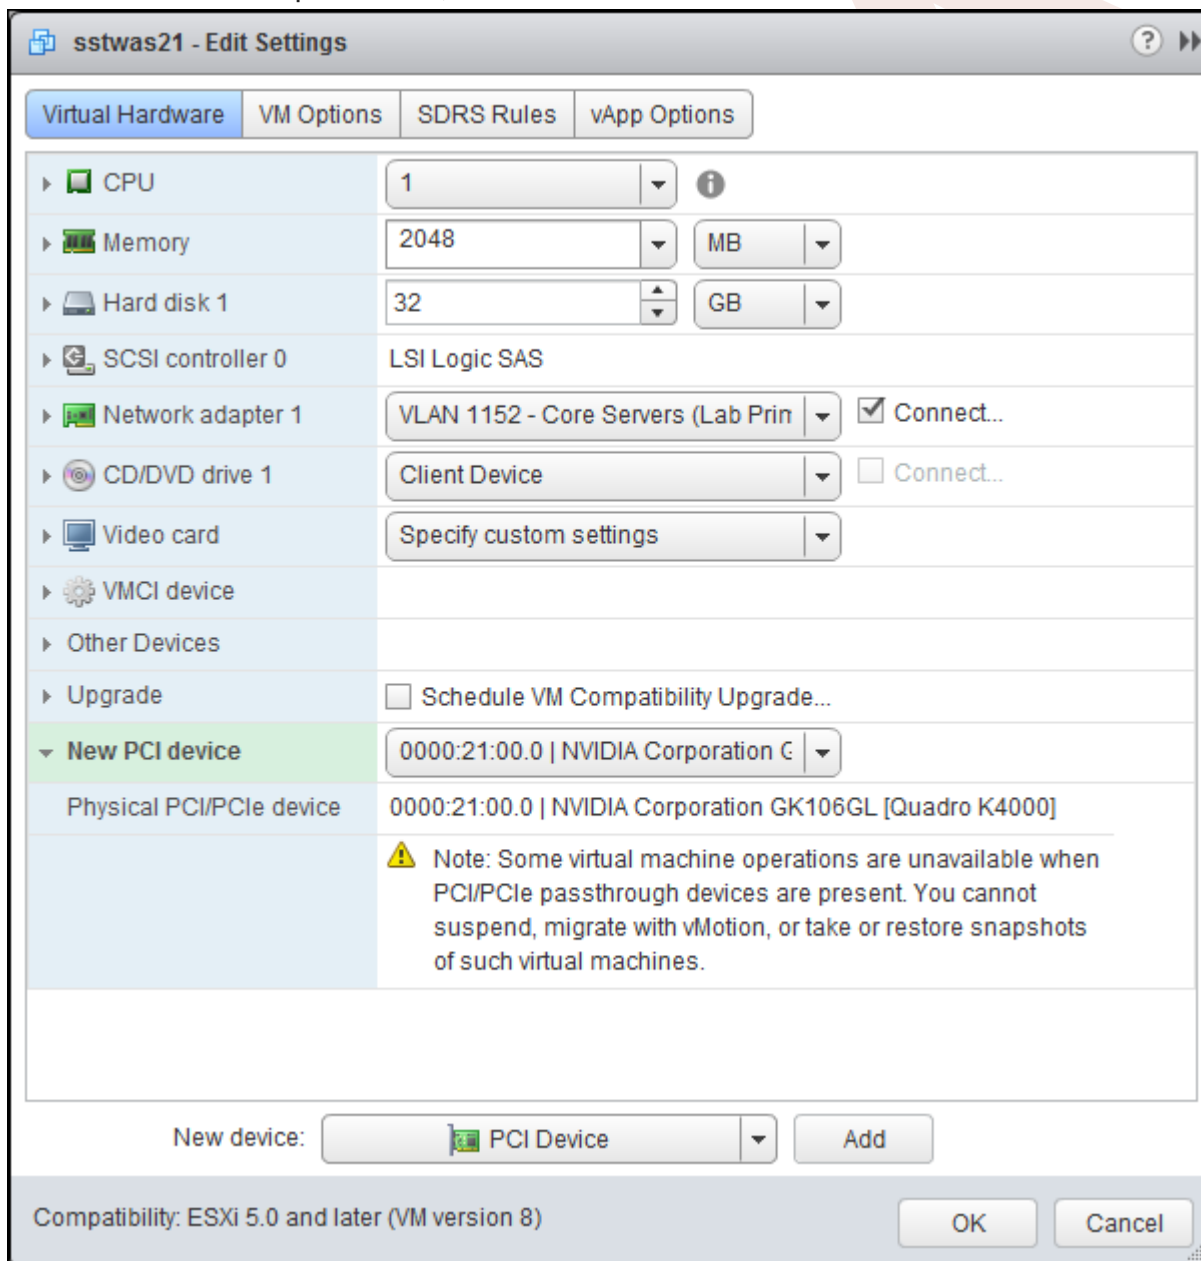 sstwas21 - Edit Settings
Virtual Hardware VM Options SDRS Rules vApp Options
CPU 1
Memory 2048 MB
Hard disk 1 32 GB
SCSI controller 0 LSI Logic SAS
Network adapter 1 VLAN 1152 - Core Servers (Lab Prim Connect...
CD/DVD drive 1 Client Device Connect...
Video card Specify custom settings
VMCI device
Other Devices
Upgrade Schedule VM Compatibility Upgrade...
New PCI device 0000:21:00.0 | NVIDIA Corporation G
Physical PCI/PCIe device 0000:21:00.0 | NVIDIA Corporation GK106GL [Quadro K4000]
Note: Some virtual machine operations are unavailable when
PCI/PCIe passthrough devices are present. You cannot
suspend, migrate with vMotion, or take or restore snapshots
of such virtual machines.
New device: PCI Device Add
Compatibility: ESXi 5.0 and later (VM version 8) OK Cancel